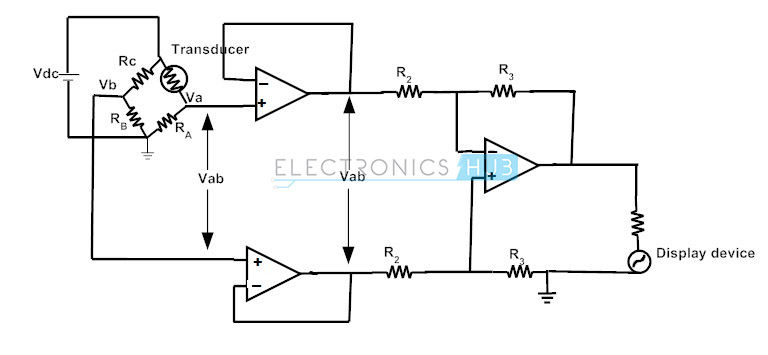 Transducer
Rc
Vdc
Vb
Va
RB
RA
Vab
Vab
R2
R3
ELECTRONICS HUB
R2
R3
Display device